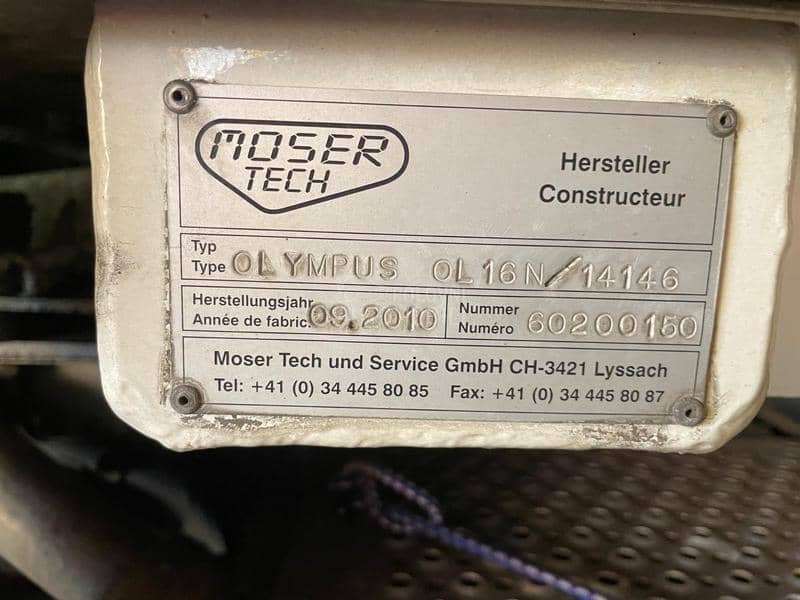 MOSER
TECH
Hersteller
Constructeur
Typ
Type OLYMPUS OL16N/14146
Herstellungsjahr
Année de fabric. 09.2010
Nummer
Numéro 60200150
Moser Tech und Service GmbH CH-3421 Lyssach
Tel: +41 (0) 34 445 80 85 Fax: +41 (0) 34 445 80 87